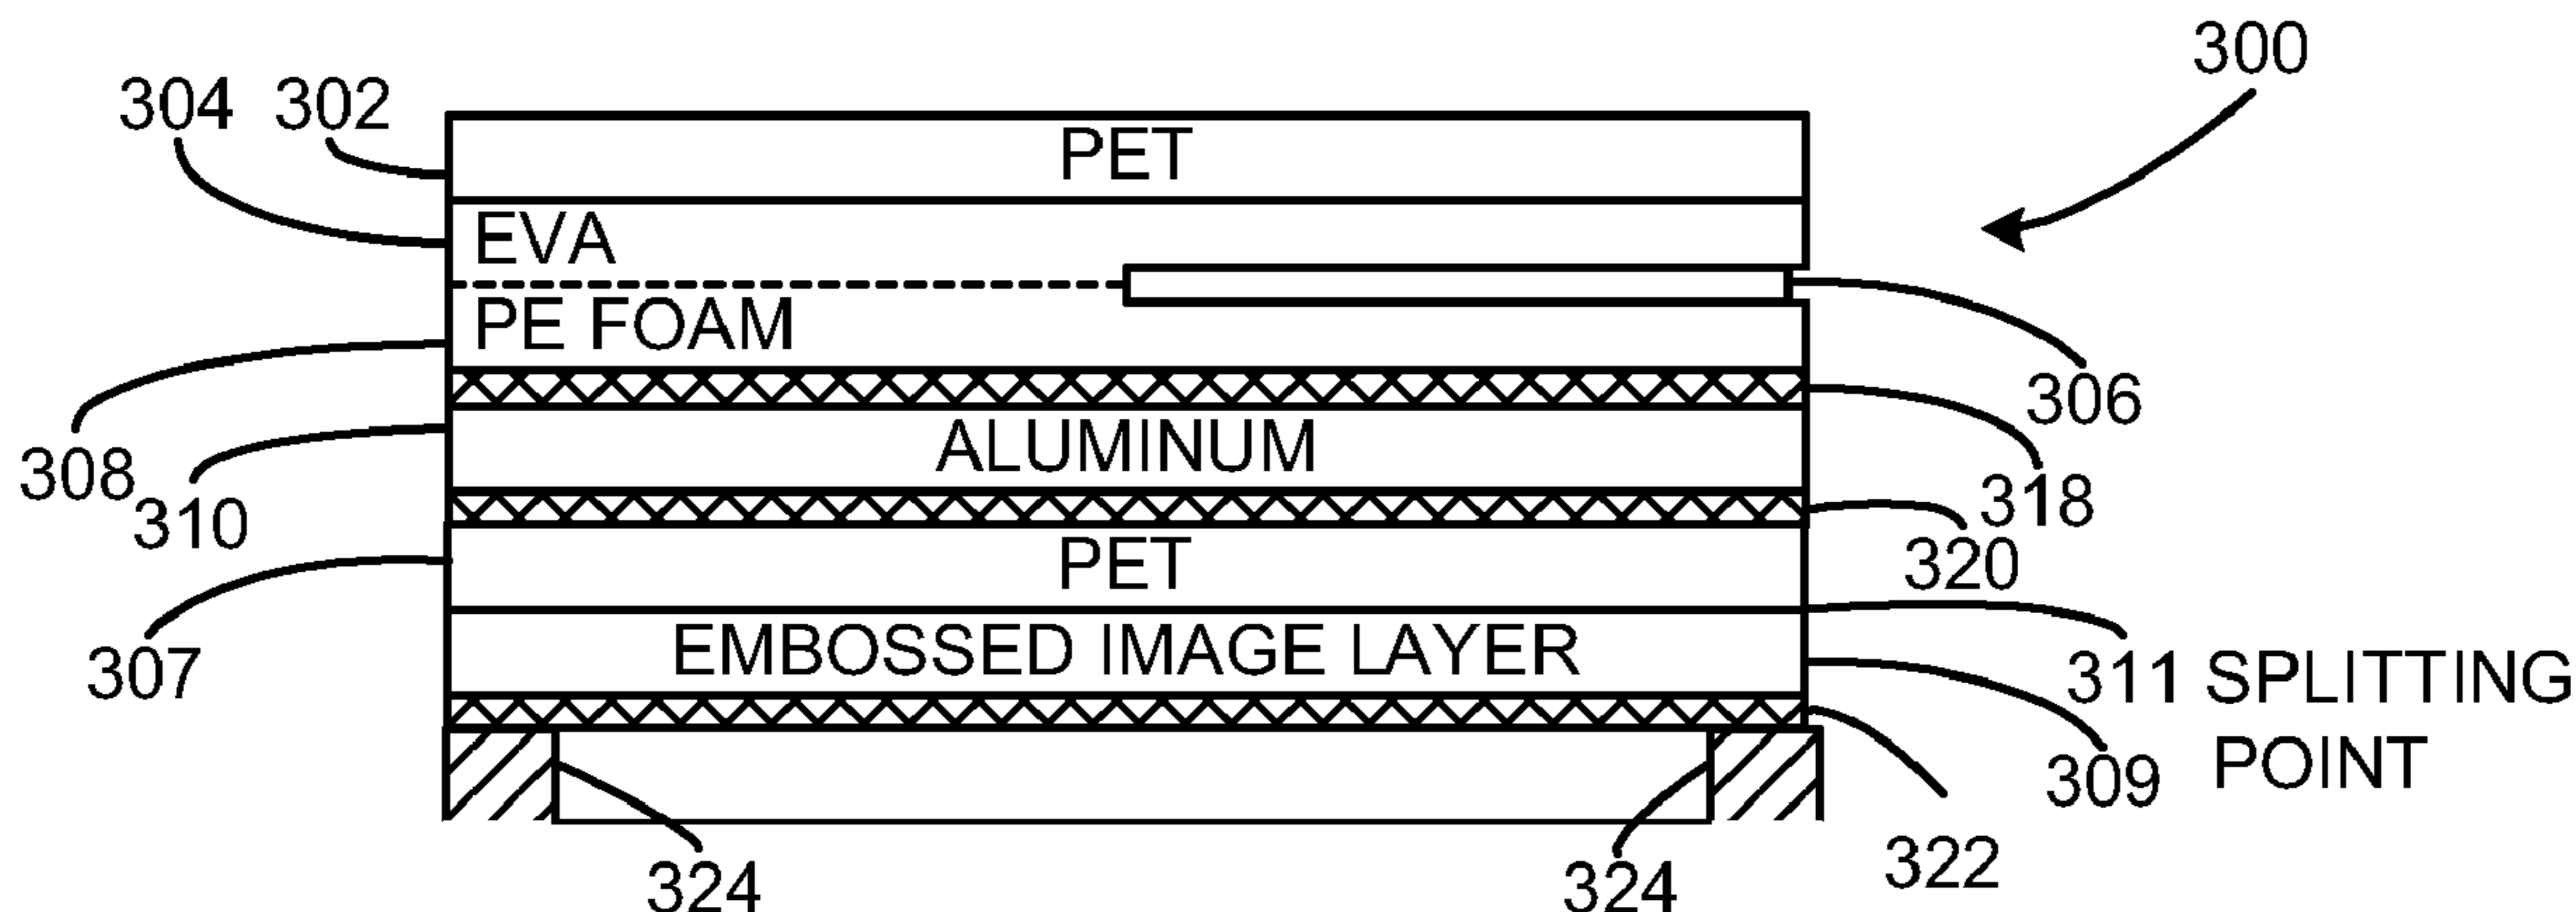 300
304 302
PET
EVA
PE FOAM
306
308
ALUMINUM
318
310
320
PET
307
EMBOSSED IMAGE LAYER
311 SPLITTING
POINT
309
322
324
324